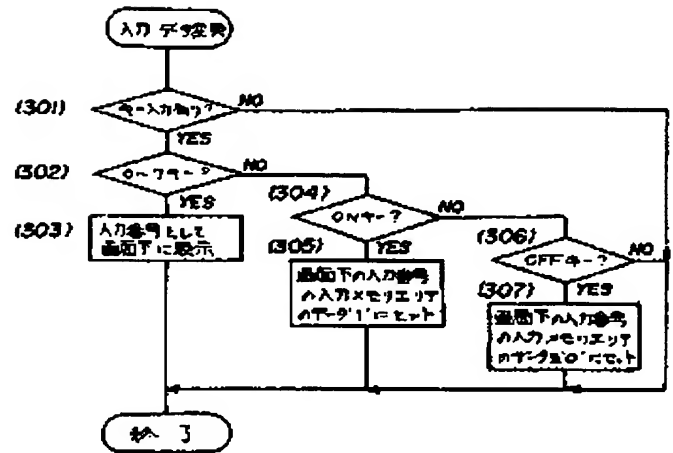 入力データ変更
(301)
キー入力有り?
NO
YES
(302)
0〜7キー?
NO
YES
(303)
入力番号として
画面下に表示
(304)
ONキー?
NO
(305)
YES
画面下の入力番号
の入力メモリエリア
のデータ'1'にセット
(306)
OFFキー?
NO
(307)
YES
画面下の入力番号
の入力メモリエリア
のデータを'0'にセット
終了